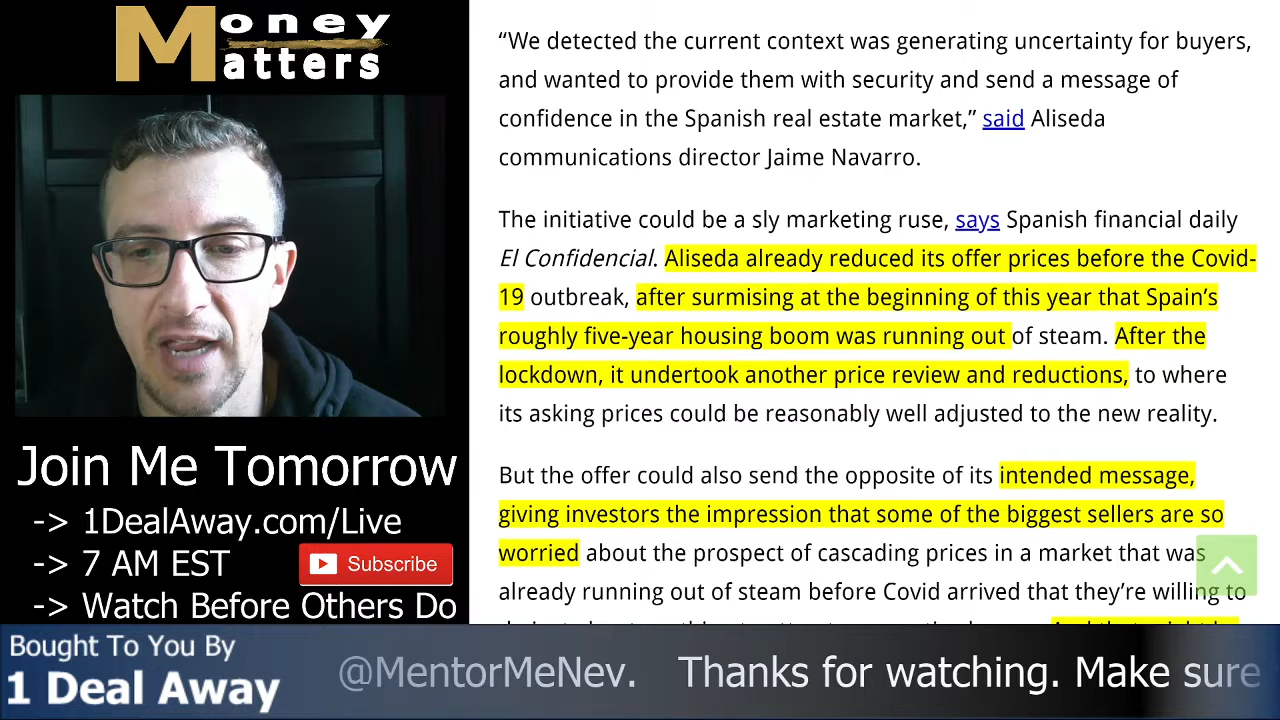 Money
Matters
Join Me Tomorrow
-> 1DealAway.com/Live
-> 7 AM EST
Subscribe
-> Watch Before Others Do
“We detected the current context was generating uncertainty for buyers,
and wanted to provide them with security and send a message of
confidence in the Spanish real estate market,” said Aliseda
communications director Jaime Navarro.
The initiative could be a sly marketing ruse, says Spanish financial daily
El Confidencial. Aliseda already reduced its offer prices before the Covid-
19 outbreak, after surmising at the beginning of this year that Spain’s
roughly five-year housing boom was running out of steam. After the
lockdown, it undertook another price review and reductions, to where
its asking prices could be reasonably well adjusted to the new reality.
But the offer could also send the opposite of its intended message,
giving investors the impression that some of the biggest sellers are so
worried about the prospect of cascading prices in a market that was
already running out of steam before Covid arrived that they’re willing to
Bought To You By
1 Deal Away
@MentorMeNev. Thanks for watching. Make sure